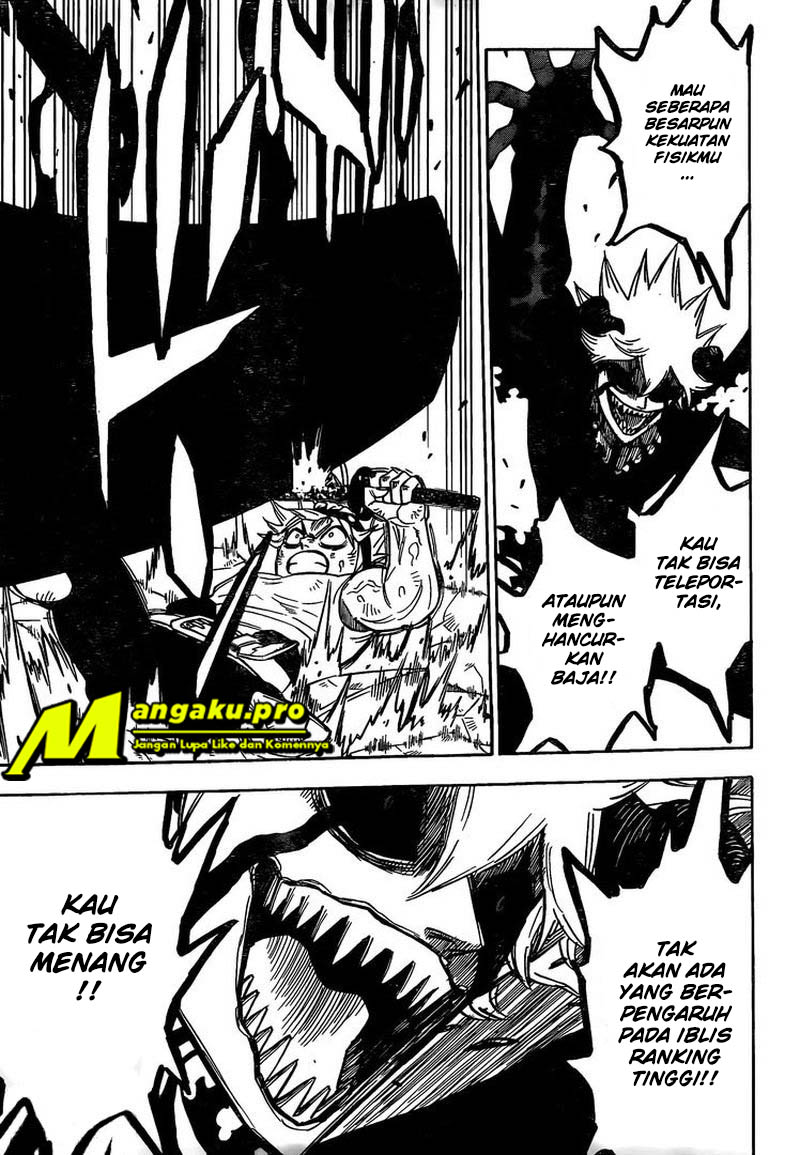 MAU
SEBERAPA
BESARPUN
KEKUATAN
FISIKMU
...
KAU
TAK BISA
TELEPOR-
TASI,
ATAUPUN
MENG-
HANCUR-
KAN
BAJA!!
Mangaku.pro
Jangan Lupa Like dan Komennya
TAK
AKAN ADA
YANG BER-
PENGARUH
PADA IBLIS
RANKING
TINGGI!!
KAU
TAK BISA
MENANG
!!